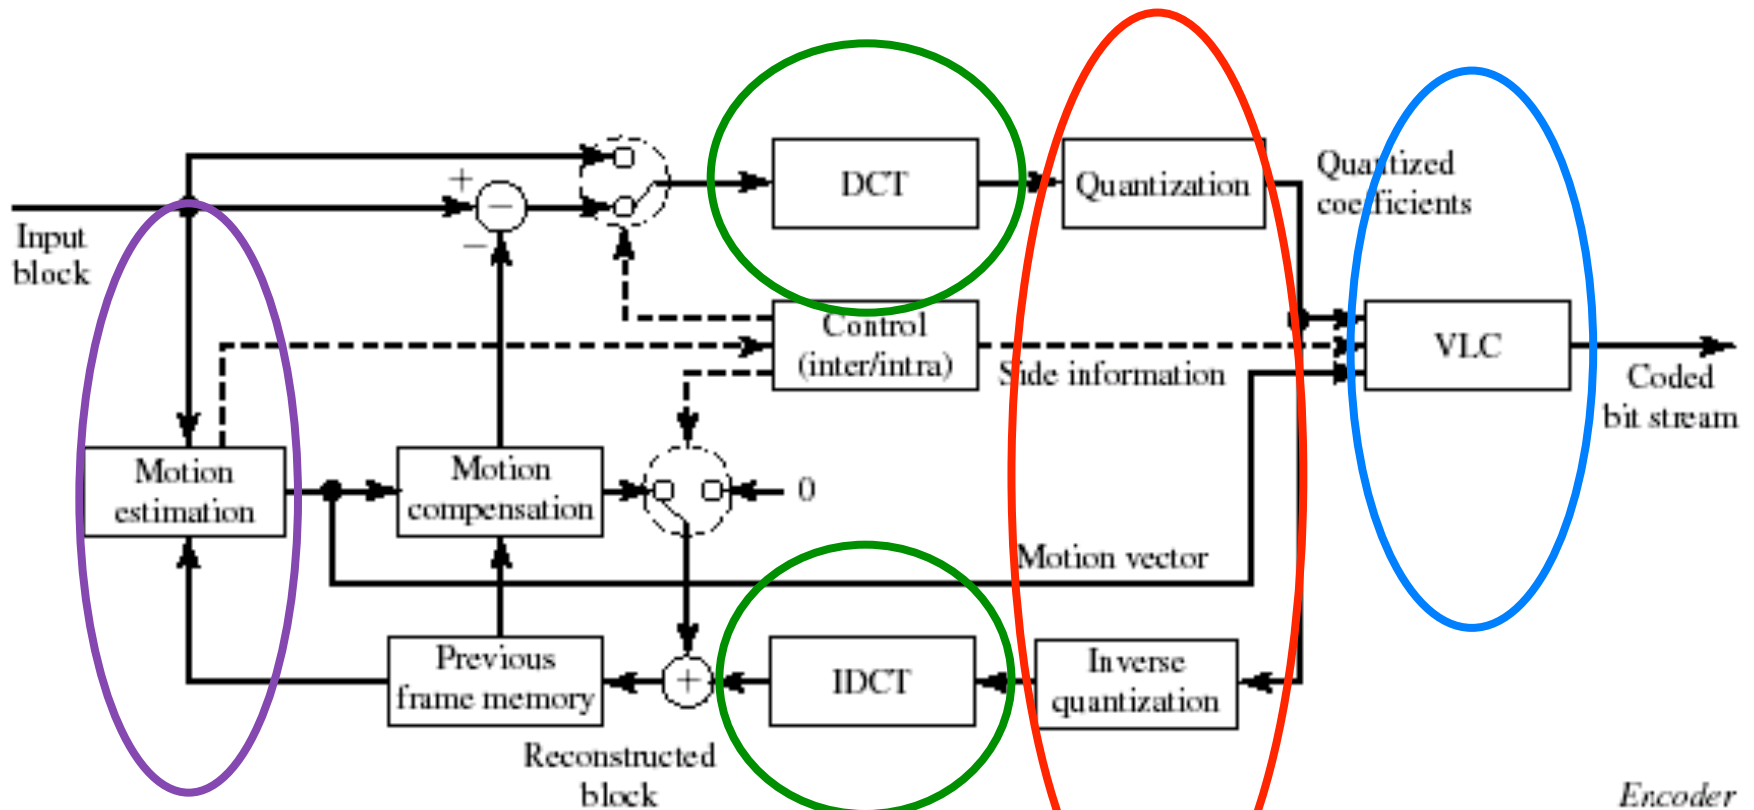 DCT
Quantization
Quantized
coefficients
+
−
−
Input
block
Control
(inter/intra)
Side information
VLC
Coded
bit stream
Motion
estimation
Motion
compensation
0
Motion vector
Previous
frame memory
+
IDCT
Inverse
quantization
Reconstructed
block
Encoder